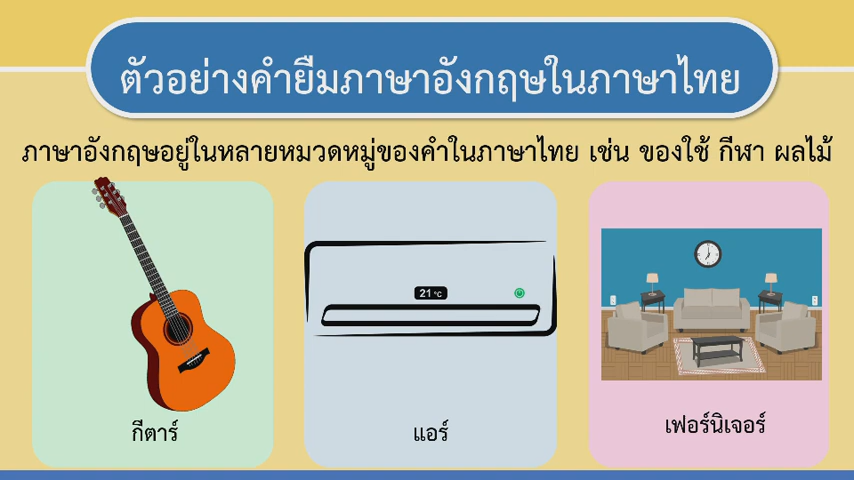 ตัวอย่างคำยืมภาษาอังกฤษในภาษาไทย
ภาษาอังกฤษอยู่ในหลายหมวดหมู่ของคำในภาษาไทย เช่น ของใช้ กีฬา ผลไม้
21 °C
กีตาร์
แอร์
เฟอร์นิเจอร์